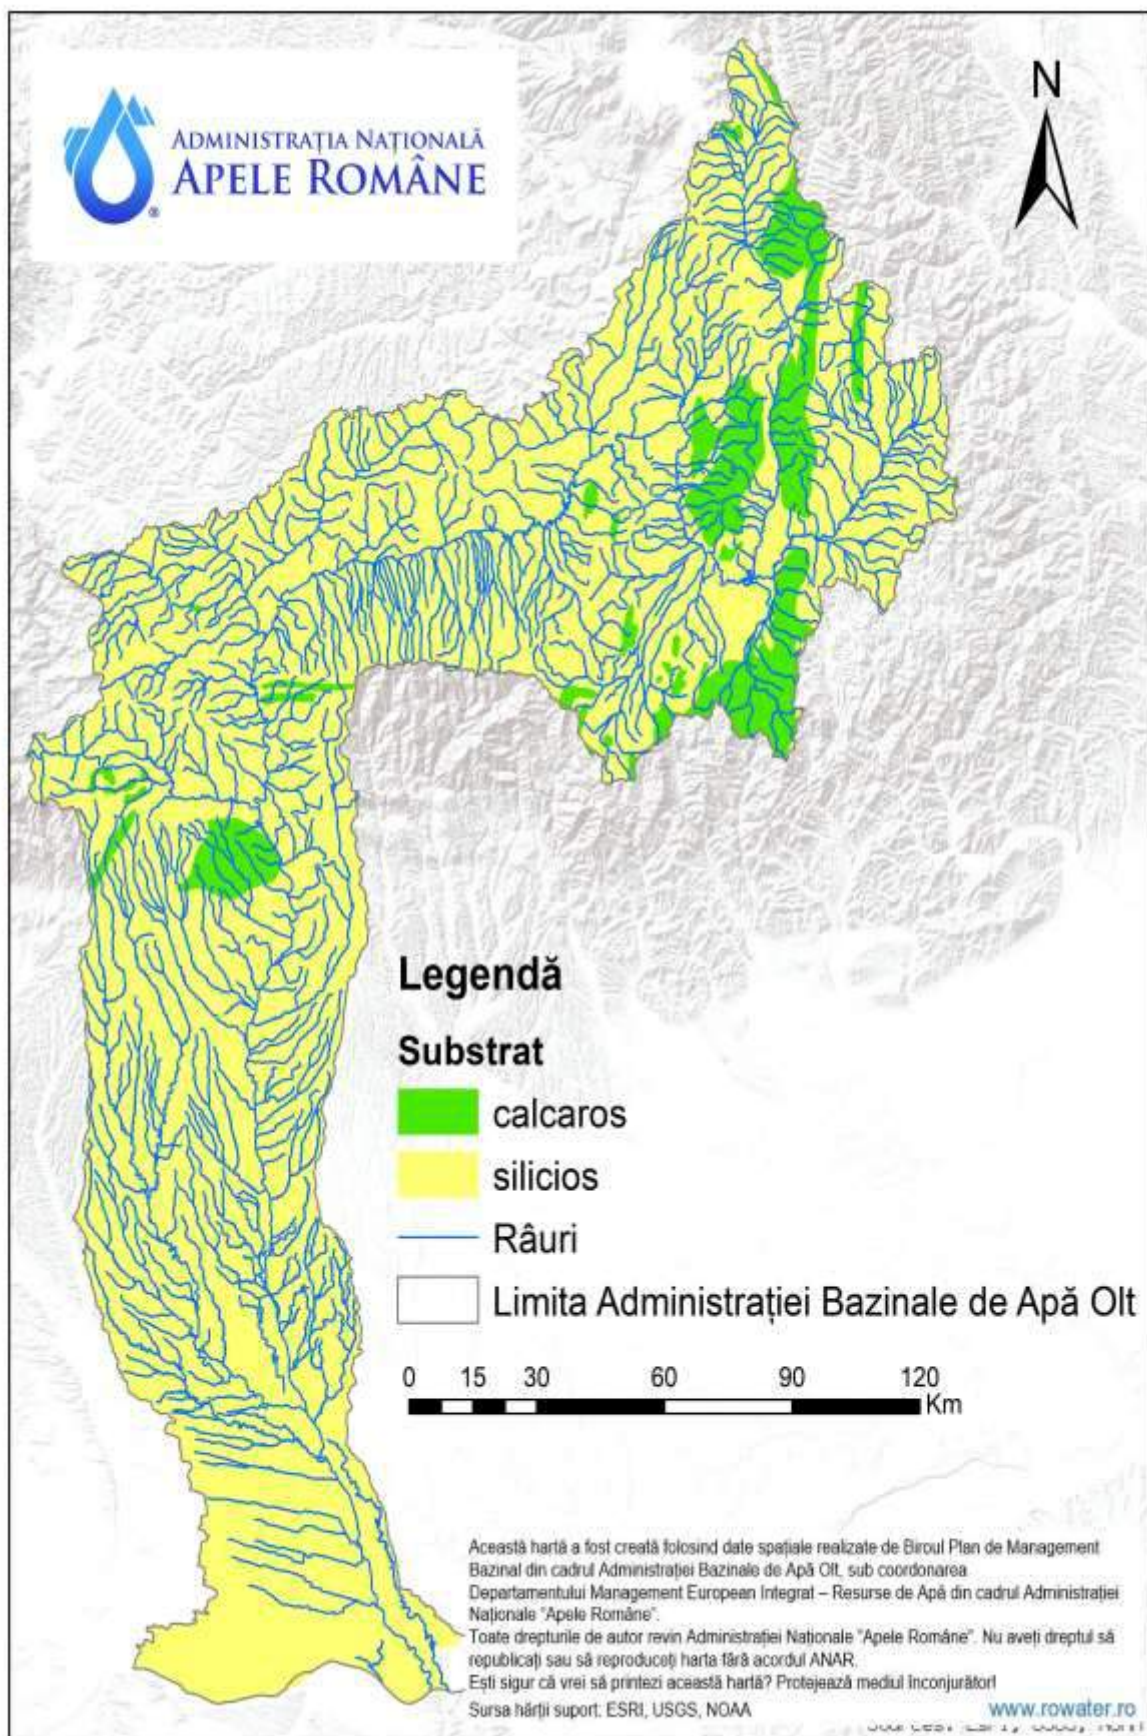 ADMINISTRAȚIA NAȚIONALĂ
APELE ROMÂNE
®
N
Legendă
Substrat
calcaros
silicios
Râuri
Limita Administrației Bazinale de Apă Olt
0 15 30 60 90 120
Km
Această hartă a fost creată folosind date spațiale realizate de Biroul Plan de Management
Bazinal din cadrul Administrației Bazinale de Apă Olt, sub coordonarea
Departamentului Management European Integrat – Resurse de Apă din cadrul Administrației
Naționale "Apele Române".
Toate drepturile de autor revin Administrației Naționale "Apele Române". Nu aveți dreptul să
republicați sau să reproduceți harta fără acordul ANAR.
Ești sigur că vrei să printezi această hartă? Protejează mediul înconjurător!
Sursa hărții suport: ESRI, USGS, NOAA
www.rowater.ro